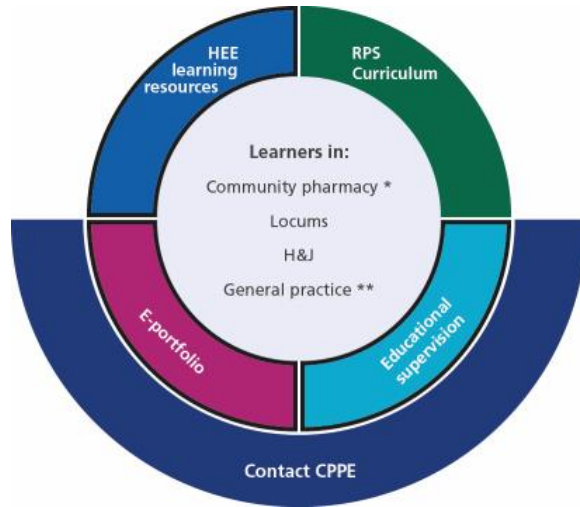 HEE
learning
resources
RPS
Curriculum
Learners in:
Community pharmacy *
Locums
H&J
General practice **
E-portfolio
Educational
supervision
Contact CPPE